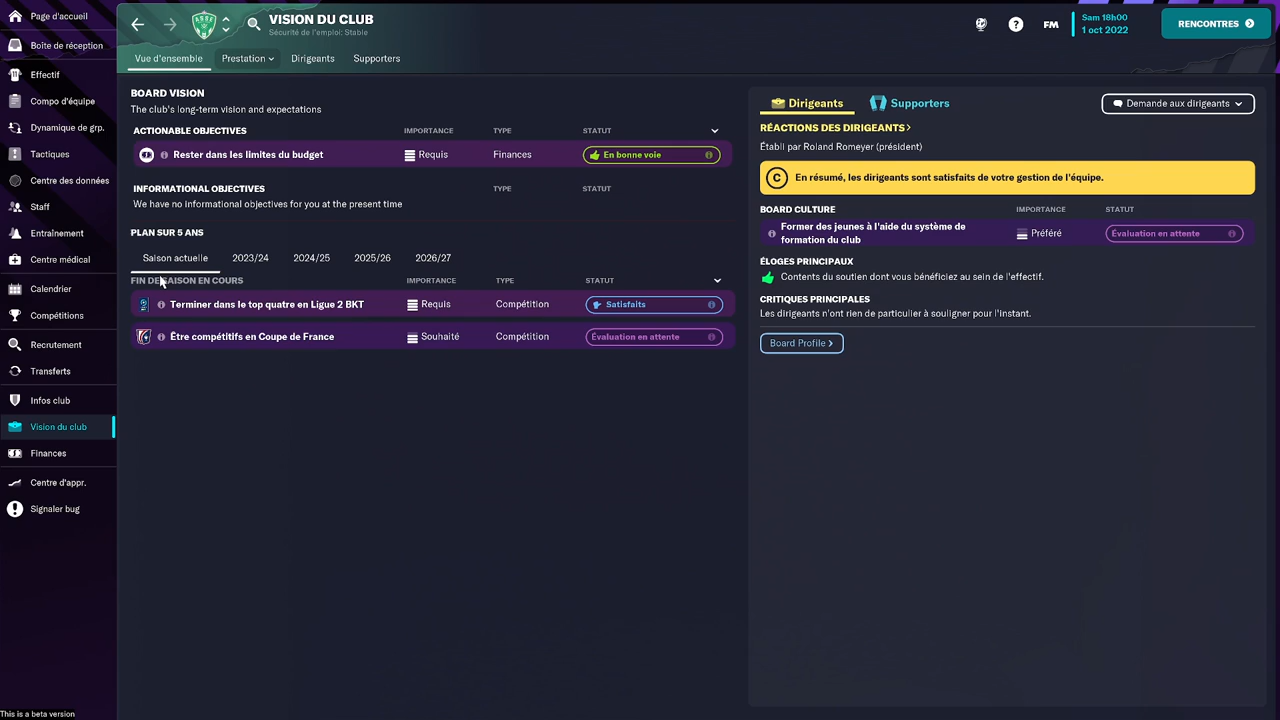 Page d'accueil
Boîte de réception
Effectif
Compo d'équipe
Dynamique de grp.
Tactiques
Centre des données
Staff
Entraînement
Centre médical
Calendrier
Compétitions
Recrutement
Transferts
Infos club
Vision du club
Finances
Centre d'appr.
Signaler bug
This is a beta version
ASSE
VISION DU CLUB
Sécurité de l'emploi: Stable
FM
Sam 18h00
1 oct 2022
RENCONTRES
Vue d'ensemble Prestation Dirigeants Supporters
BOARD VISION
The club's long-term vision and expectations
ACTIONABLE OBJECTIVES IMPORTANCE TYPE STATUT
Rester dans les limites du budget Requis Finances En bonne voie
INFORMATIONAL OBJECTIVES TYPE STATUT
We have no informational objectives for you at the present time
PLAN SUR 5 ANS
Saison actuelle 2023/24 2024/25 2025/26 2026/27
FIN DE SAISON EN COURS IMPORTANCE TYPE STATUT
Terminer dans le top quatre en Ligue 2 BKT Requis Compétition Satisfaits
Être compétitifs en Coupe de France Souhaité Compétition Évaluation en attente
Dirigeants Supporters Demande aux dirigeants
RÉACTIONS DES DIRIGEANTS
Établi par Roland Romeyer (président)
C En résumé, les dirigeants sont satisfaits de votre gestion de l'équipe.
BOARD CULTURE IMPORTANCE STATUT
Former des jeunes à l'aide du système de
formation du club Préféré Évaluation en attente
ÉLOGES PRINCIPAUX
Contents du soutien dont vous bénéficiez au sein de l'effectif.
CRITIQUES PRINCIPALES
Les dirigeants n'ont rien de particulier à souligner pour l'instant.
Board Profile